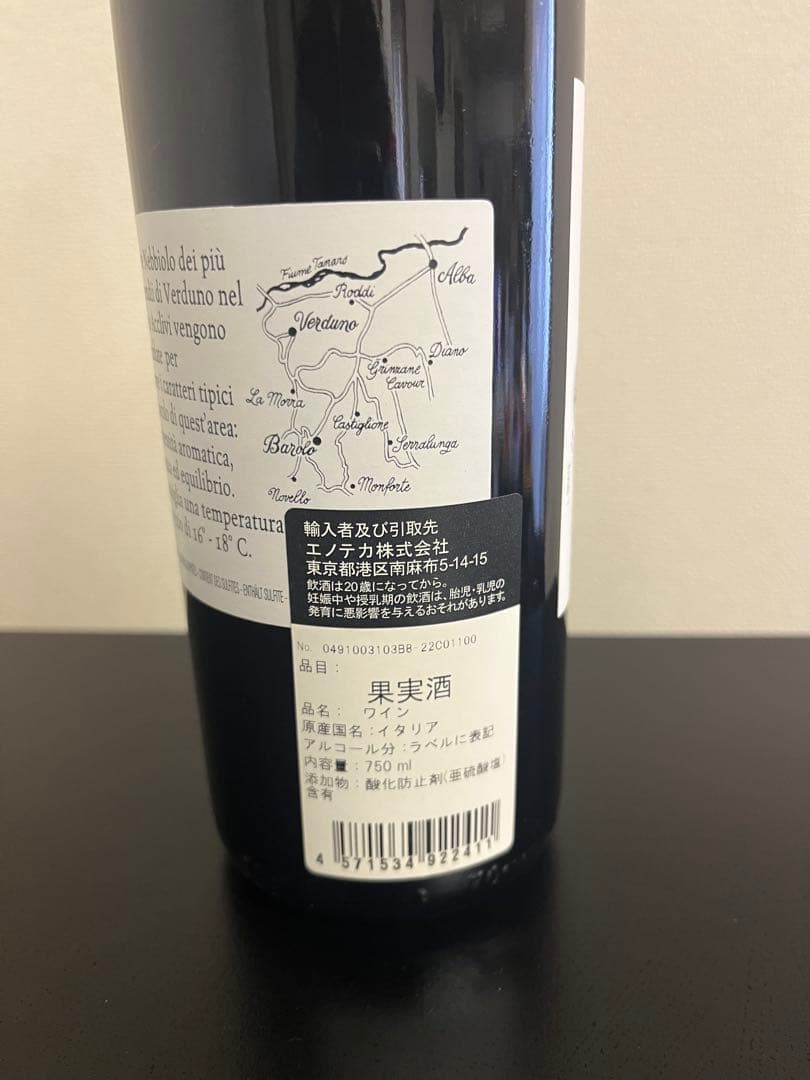 Nebbiolo dei più
di Verduno nel
Acclivi vengono
per
i caratteri tipici
di quest'area:
aromatica,
ed equilibrio.
una temperatura
di 16° - 18° C.
CONTIENT DES SULFITES - ENTHÄLT SULFITE -
Fiume Tanaro
Alba
Roddi
Verduno
Diano
Grinzane
Cavour
La Morra
Castiglione
Barolo
Serralunga
Novello
Monforte
輸入者及び引取先
エノテカ株式会社
東京都港区南麻布5-14-15
飲酒は20歳になってから。
妊娠中や授乳期の飲酒は、胎児・乳児の
発育に悪影響を与えるおそれがあります。
No. 0491003103B8-22C01100
品目：
果実酒
品名： ワイン
原産国名：イタリア
アルコール分：ラベルに表記
内容量：750 ml
添加物：酸化防止剤(亜硫酸塩)
含有
4 571534 922411